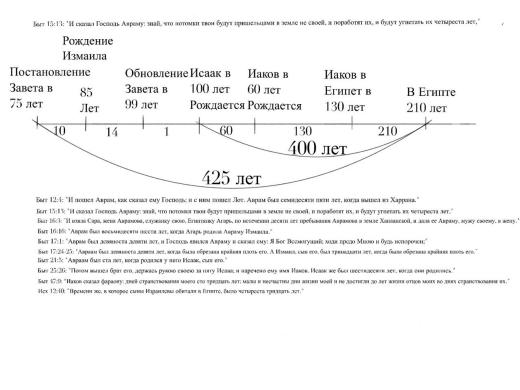 Быт 15:13: "И сказал Господь Авраму: знай, что потомки твои будут пришельцами в земле не своей, и поработят их, и будут угнетать их четыреста лет,"
Рождение
Измаила
Постановление
Завета в
75 лет
85
Лет
Обновление
Завета в
99 лет
Исаак в
100 лет
Рождается
Иаков в
60 лет
Рождается
Иаков в
Египет в
130 лет
В Египте
210 лет
10 14 1 60 130 210
400 лет
425 лет
Быт 12:4: "И пошел Аврам, как сказал ему Господь; и с ним пошел Лот. Аврам был семидесяти пяти лет, когда вышел из Харрана."
Быт 15:13: "И сказал Господь Авраму: знай, что потомки твои будут пришельцами в земле не своей, и поработят их, и будут угнетать их четыреста лет."
Быт 16:3: "И взяла Сара, жена Аврамова, служанку свою, Египтянку Агарь, по истечении десяти лет пребывания Аврамова в земле Ханаанской, и дала ее Авраму, мужу своему, в жену."
Быт 16:16: "Аврам был восьмидесяти шести лет, когда Агарь родила Авраму Измаила."
Быт 17:1: "Аврам был девяноста девяти лет, и Господь явился Авраму и сказал ему: Я Бог Всемогущий; ходи предо Мною и будь непорочен;"
Быт 17:24-25: "Авраам был девяноста девяти лет, когда была обрезана крайняя плоть его. А Измаил, сын его, был тринадцати лет, когда была обрезана крайняя плоть его."
Быт 21:5: "Авраам был ста лет, когда родился у него Исаак, сын его."
Быт 25:26: "Потом вышел брат его, держась рукою своею за пяту Исава; и наречено ему имя Иаков. Исаак же был шестидесяти лет, когда они родились."
Быт 47:9: "Иаков сказал фараону: дней странствования моего сто тридцать лет; малы и несчастны дни жизни моей и не достигли до лет жизни отцов моих во днях странствования их."
Исх 12:40: "Времени же, в которое сыны Израилевы обитали в Египте, было четыреста тридцать лет."